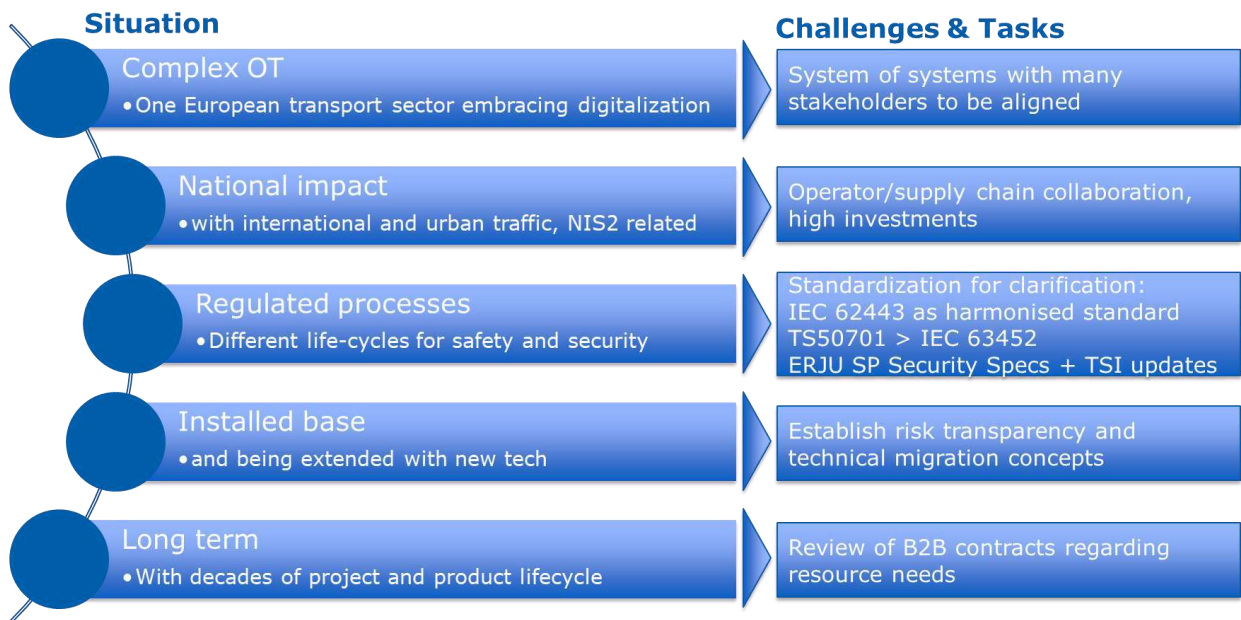 Situation
Challenges & Tasks
Complex OT
•One European transport sector embracing digitalization
System of systems with many
stakeholders to be aligned
National impact
•with international and urban traffic, NIS2 related
Operator/supply chain collaboration,
high investments
Regulated processes
•Different life-cycles for safety and security
Standardization for clarification:
IEC 62443 as harmonised standard
TS50701 > IEC 63452
ERJU SP Security Specs + TSI updates
Installed base
•and being extended with new tech
Establish risk transparency and
technical migration concepts
Long term
•With decades of project and product lifecycle
Review of B2B contracts regarding
resource needs